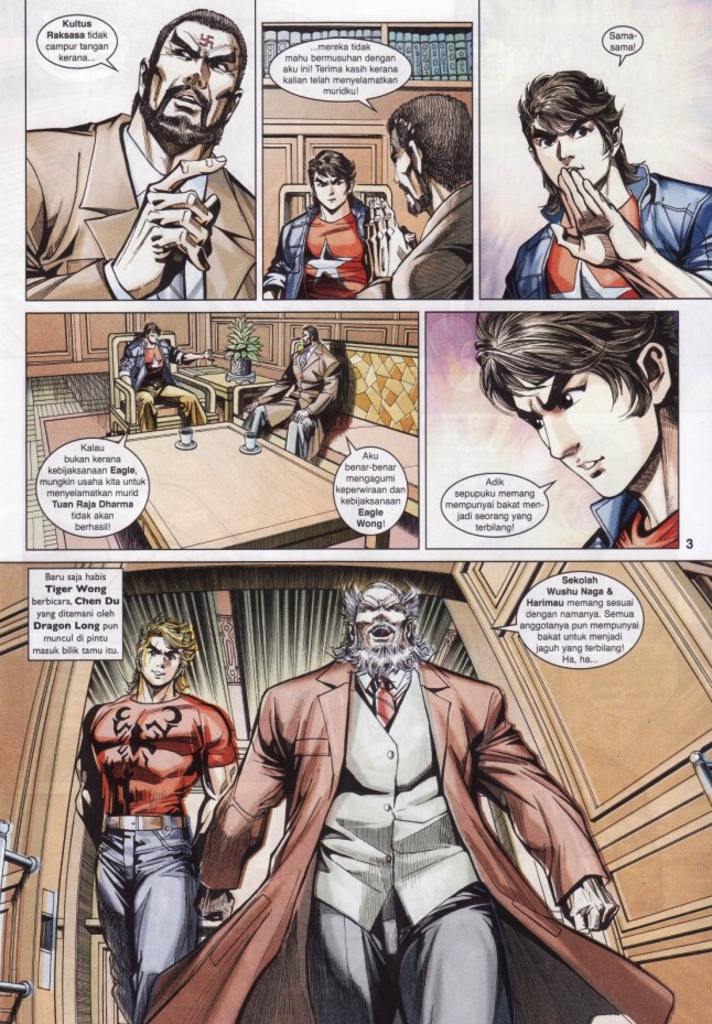 Kultus
Raksasa tidak
campur tangan
kerana...
...mereka tidak
mahu bermusuhan dengan
aku ini! Terima kasih kerana
kalian telah menyelamatkan
muridku!
Sama-
sama!
Kalau
bukan kerana
kebijaksanaan Eagle,
mungkin usaha kita untuk
menyelamatkan murid
Tuan Raja Dharma
tidak akan
berhasil!
Aku
benar-benar
mengagumi
keperwiraan dan
kebijaksanaan
Eagle
Wong!
Adik
sepupuku memang
mempunyai bakat men-
jadi seorang yang
terbilang!
3
Baru saja habis
Tiger Wong
berbicara, Chen Du
yang ditemani oleh
Dragon Long pun
muncul di pintu
masuk bilik tamu itu.
Sekolah
Wushu Naga &
Harimau memang sesuai
dengan namanya. Semua
anggotanya pun mempunyai
bakat untuk menjadi
jaguh yang terbilang!
Ha, ha...